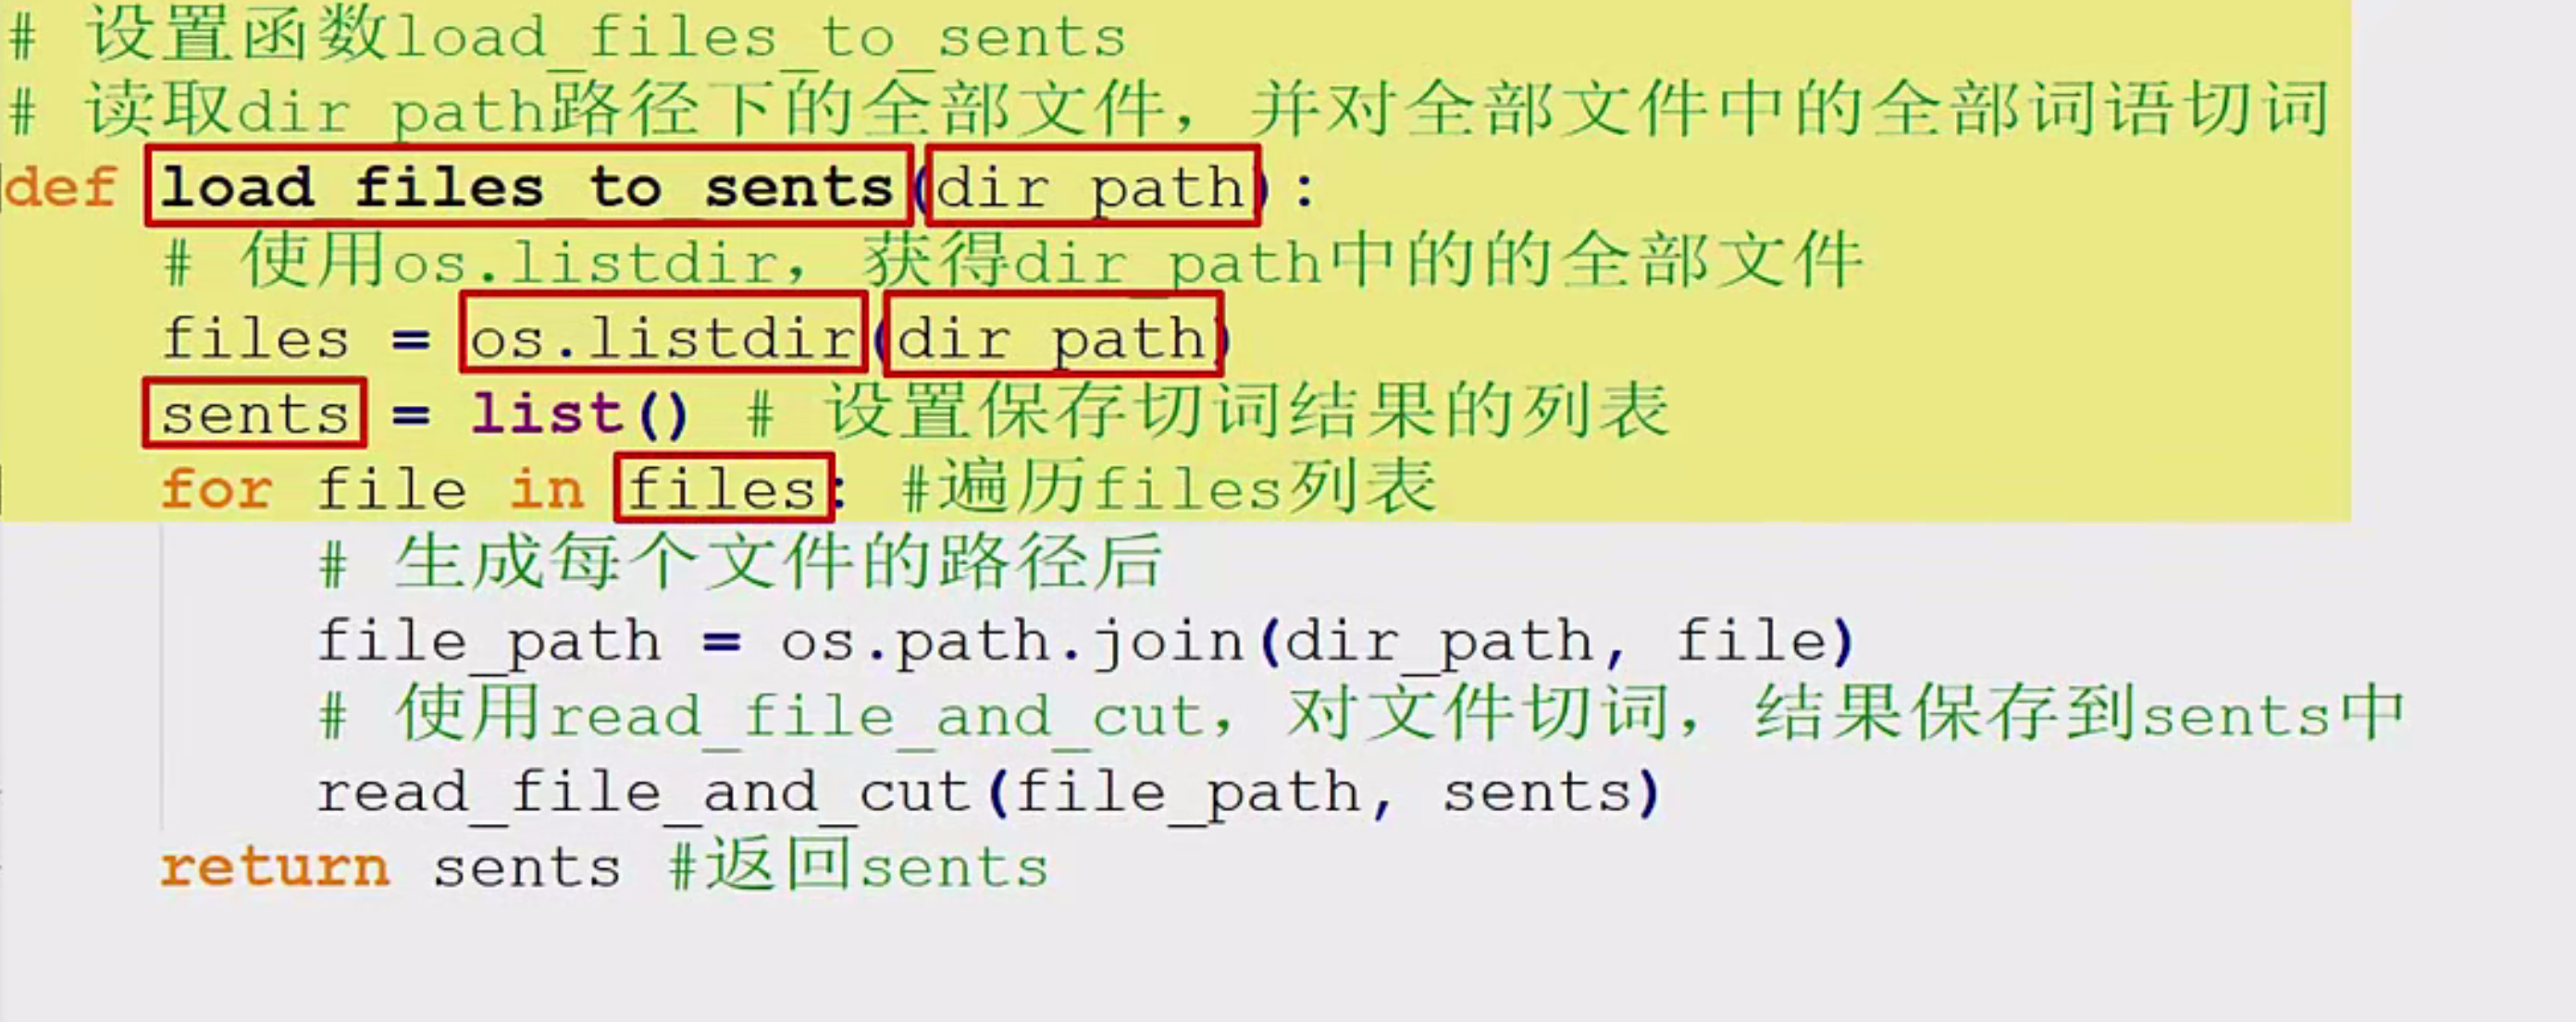 # 设置函数load_files_to_sents
# 读取dir_path路径下的全部文件，并对全部文件中的全部词语切词
def load_files_to_sents(dir_path):
    # 使用os.listdir，获得dir_path中的的全部文件
    files = os.listdir(dir_path)
    sents = list() # 设置保存切词结果的列表
    for file in files: #遍历files列表
        # 生成每个文件的路径后
        file_path = os.path.join(dir_path, file)
        # 使用read_file_and_cut，对文件切词，结果保存到sents中
        read_file_and_cut(file_path, sents)
    return sents #返回sents